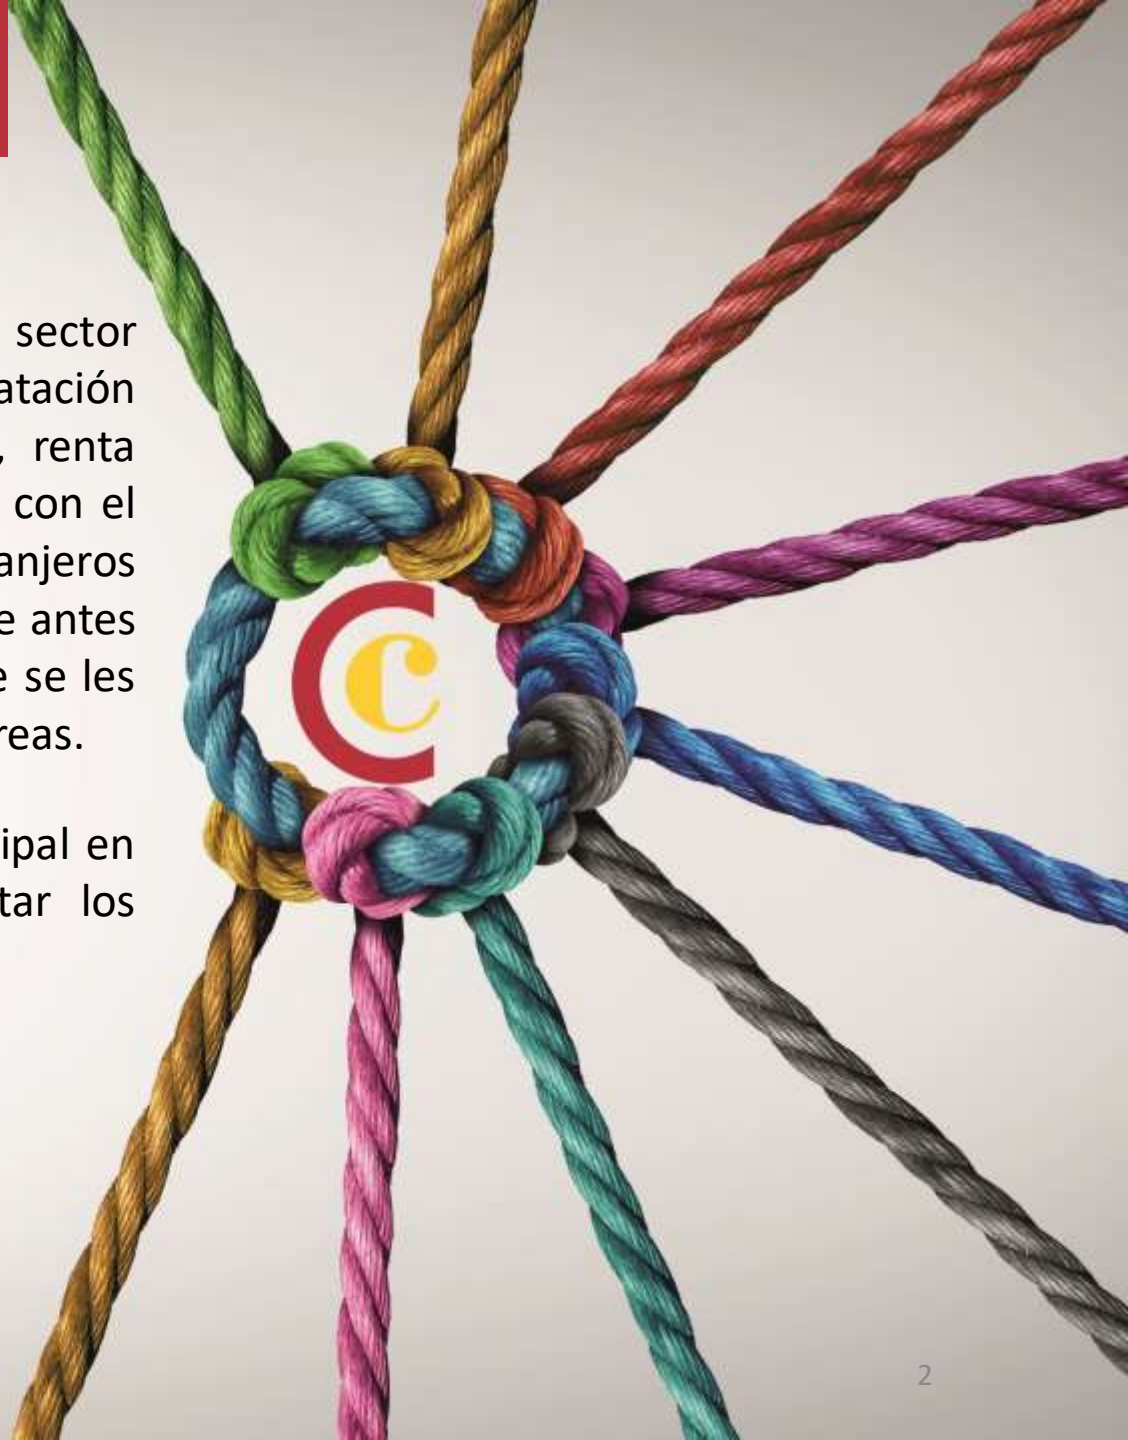 sector
atación
, renta
con el
anjeros
e antes
e se les
reas.
ipal en
tar los
C
c
2